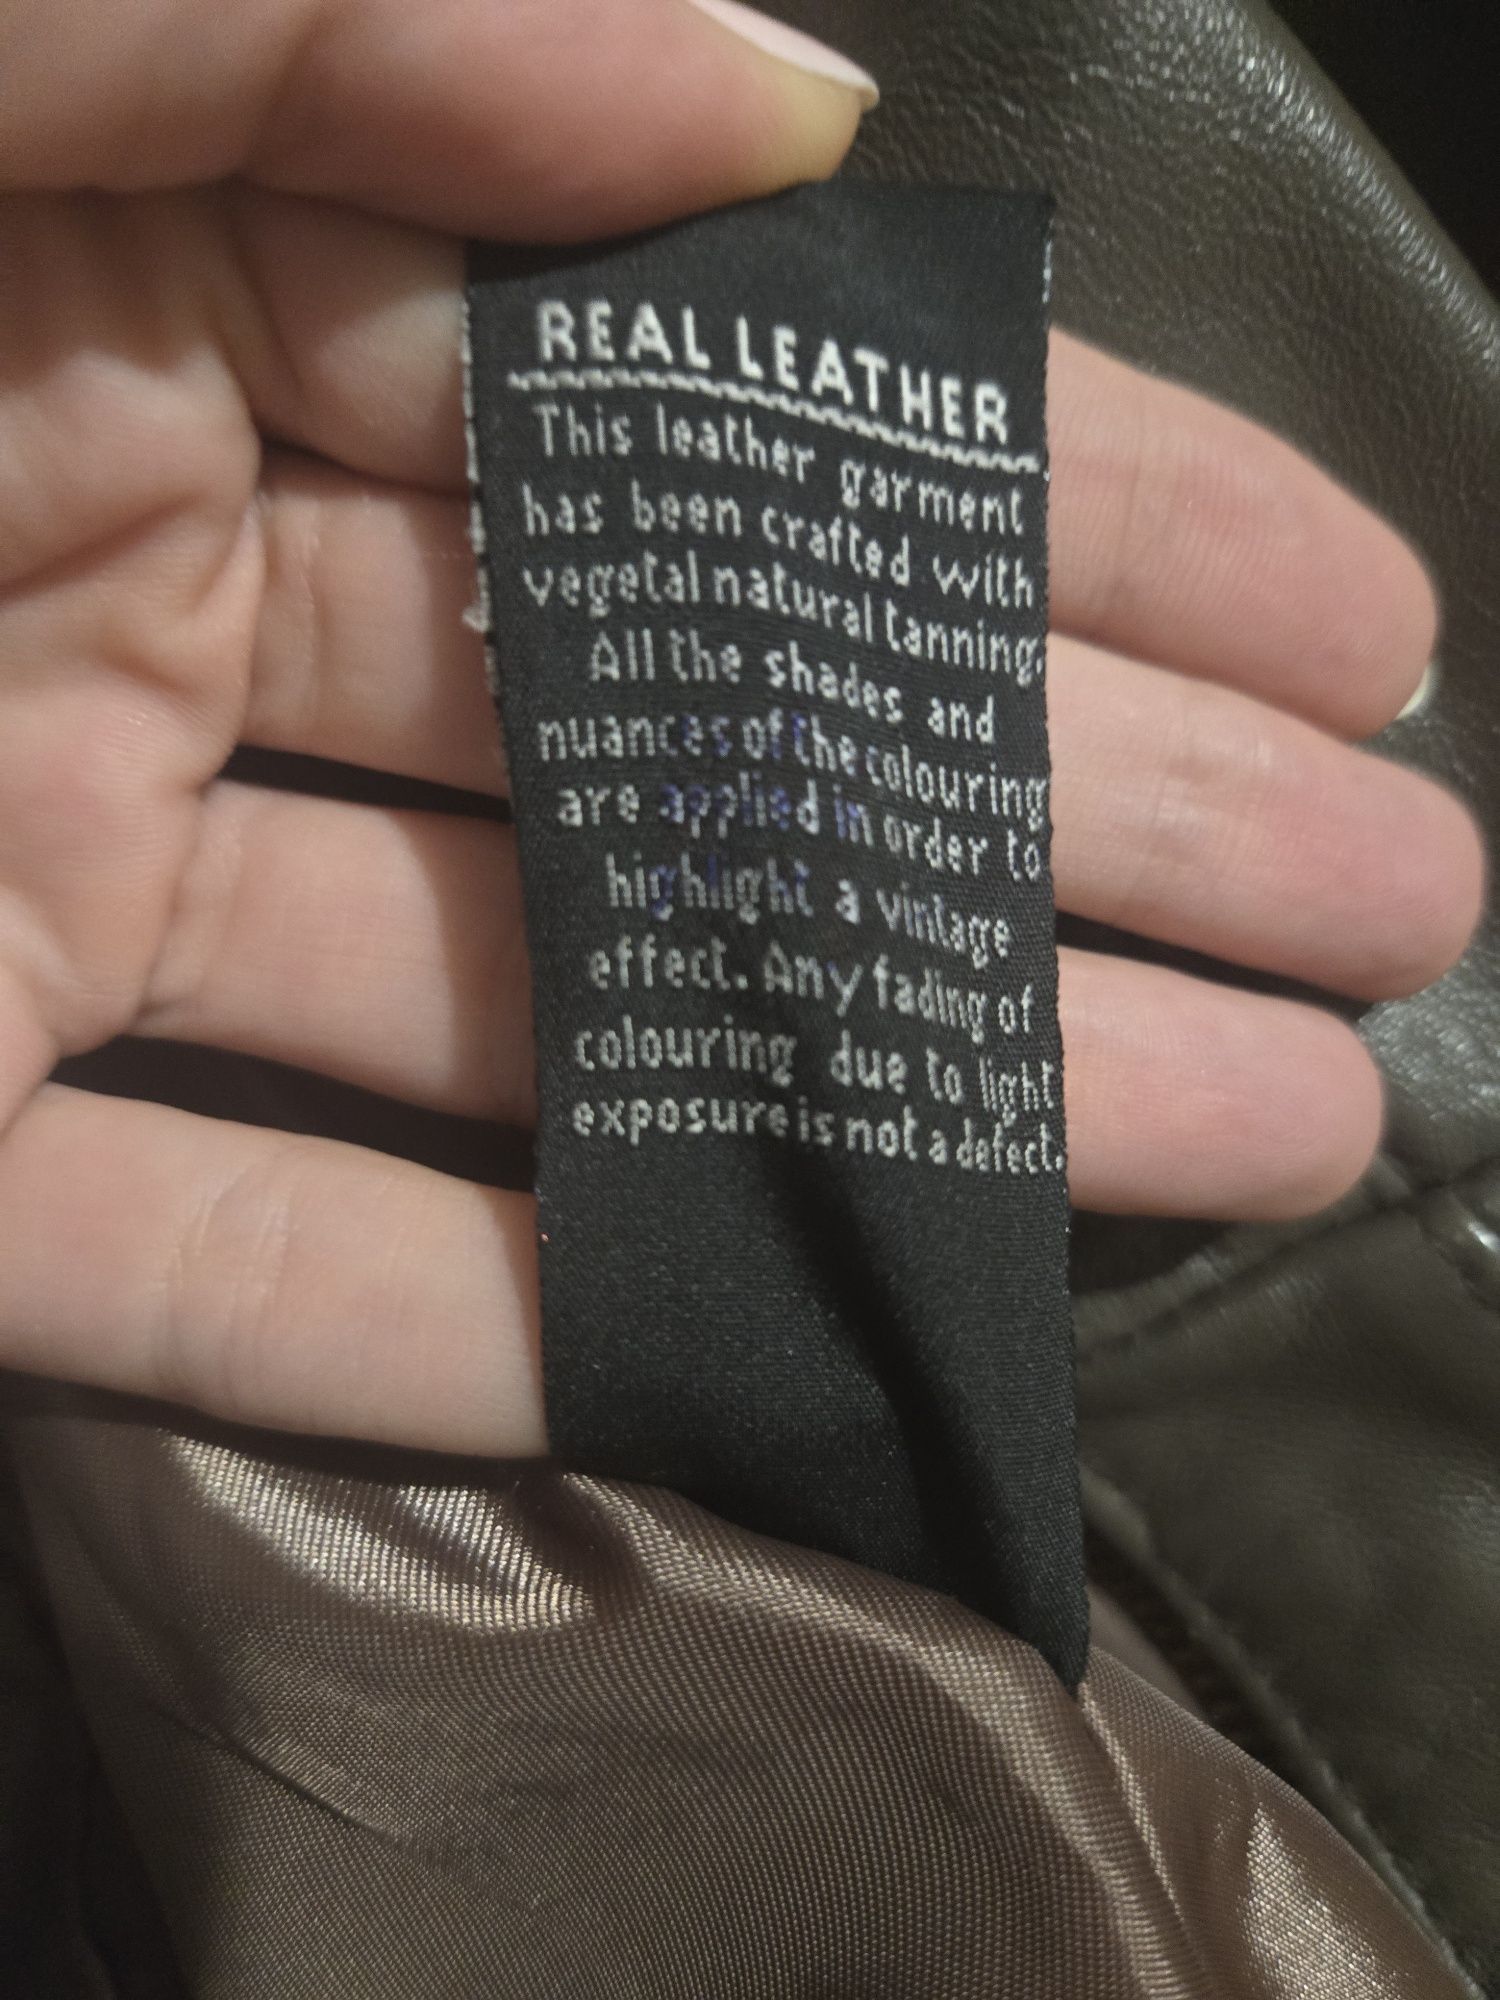 REAL LEATHER
This leather garment
has been crafted with
vegetal natural tanning.
All the shades and
nuances of the colouring
are applied in order to
highlight a vintage
effect. Any fading of
colouring due to light
exposure is not a defect.